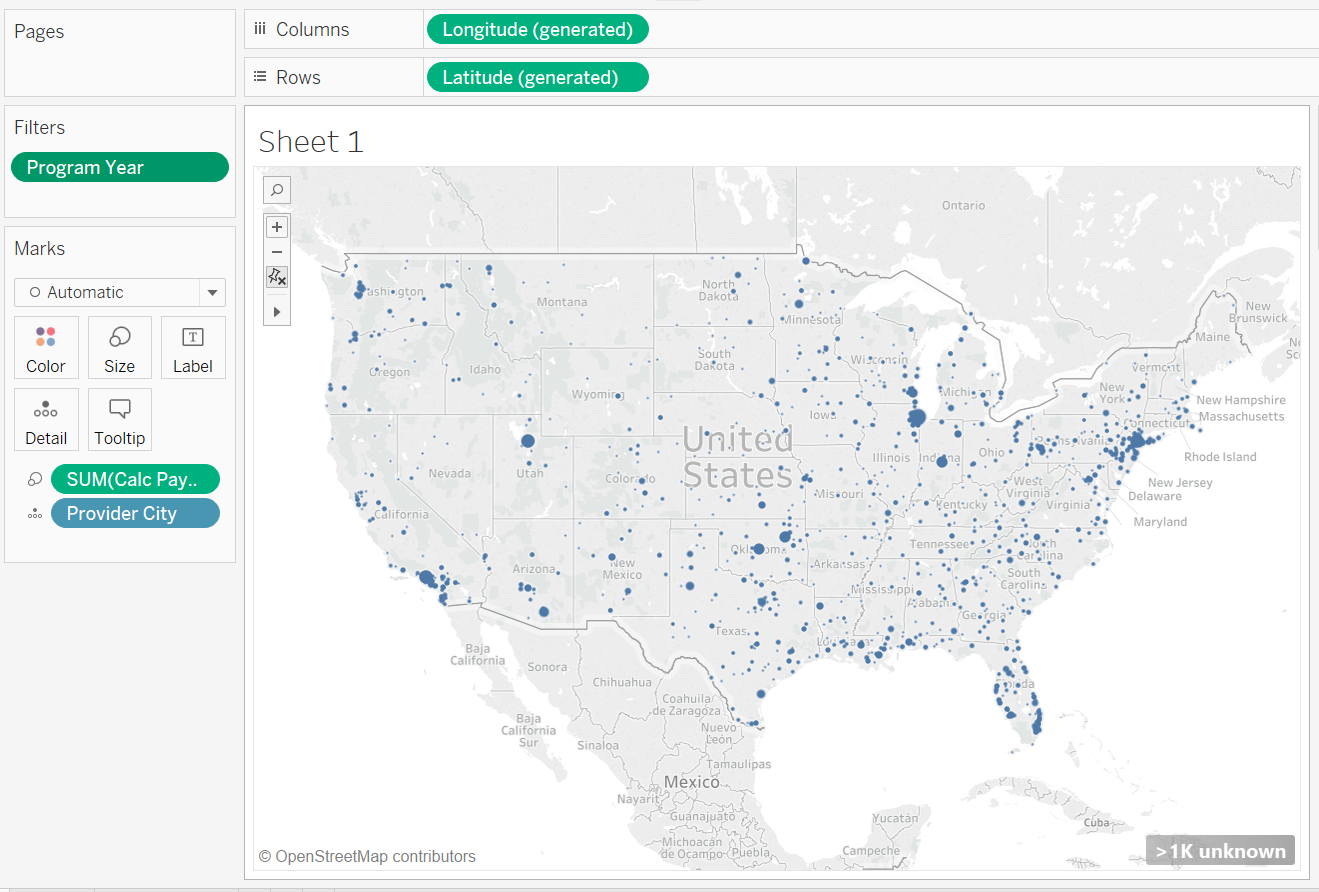 Pages
Columns
Longitude (generated)
Rows
Latitude (generated)
Filters
Program Year
Marks
Automatic
Color
Size
Label
Detail
Tooltip
SUM(Calc Pay..
Provider City
Sheet 1
Ontario
ashington
Montana
North
Dakota
Minnesota
New
Brunswick
Maine
Oregon
Idaho
South
Dakota
Wisconsin
Michigan
Vermont
New
York
New Hampshire
Massachusetts
Wyoming
Iowa
Connecticut
United
States
Nevada
Utah
Colorado
Illinois
Indiana
Ohio
Pennsylvania
Rhode Island
West
Virginia
New Jersey
Delaware
Missouri
Kentucky
Virginia
Maryland
California
Oklahoma
Tennessee
North
Carolina
Arizona
New
Mexico
Arkansas
South
Carolina
Mississippi
Alabama
Georgia
Texas
Louisiana
Baja
California
Sonora
Chihuahua
Florida
Coahuila
de Zaragoza
Baja
California
Sur
Sinaloa
Nuevo
León
Tamaulipas
Mexico
Nayarit
Guanajuato
Yucatán
Cuba
Michoacán
de Ocampo
Puebla
Campeche
© OpenStreetMap contributors
>1K unknown